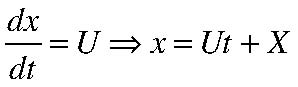 dx/dt = U ⇒ x = Ut + X